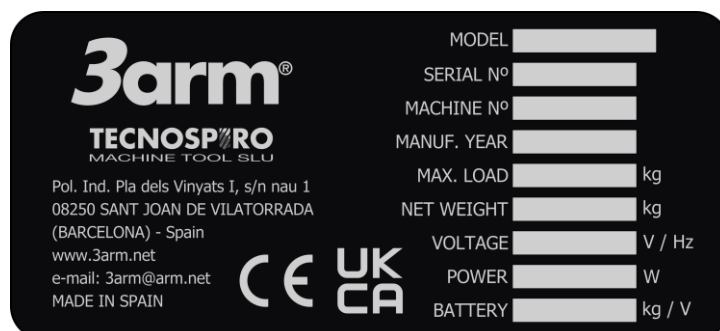 3arm®
TECNOSPIRO
MACHINE TOOL SLU
Pol. Ind. Pla dels Vinyats I, s/n nau 1
08250 SANT JOAN DE VILATORRADA
(BARCELONA) - Spain
www.3arm.net
e-mail: 3arm@arm.net
MADE IN SPAIN
CE
UK
CA
MODEL
SERIAL Nº
MACHINE Nº
MANUF. YEAR
MAX. LOAD kg
NET WEIGHT kg
VOLTAGE V / Hz
POWER W
BATTERY kg / V